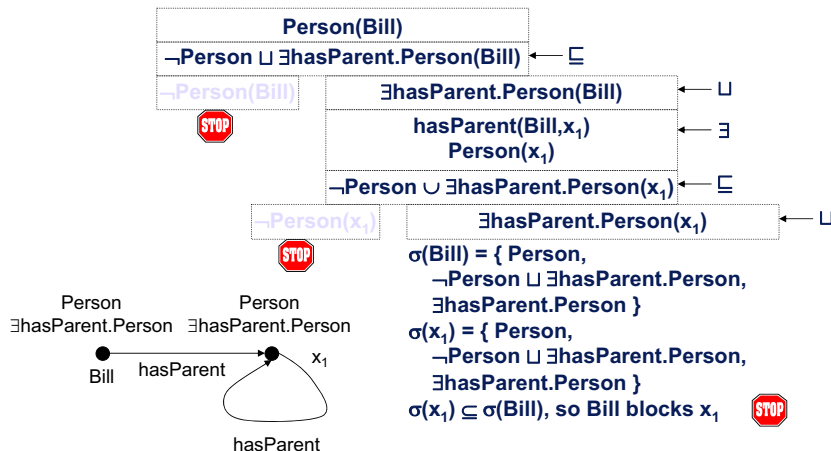 Person(Bill)
¬Person ⊔ ∃hasParent.Person(Bill) ⊑
¬Person(Bill) ∃hasParent.Person(Bill) ⊔
STOP
hasParent(Bill,x₁) ∃
Person(x₁)
¬Person ∪ ∃hasParent.Person(x₁) ⊑
¬Person(x₁) ∃hasParent.Person(x₁) ⊔
STOP
σ(Bill) = { Person,
¬Person ⊔ ∃hasParent.Person,
∃hasParent.Person }
σ(x₁) = { Person,
¬Person ⊔ ∃hasParent.Person,
∃hasParent.Person }
σ(x₁) ⊆ σ(Bill), so Bill blocks x₁ STOP
Person
∃hasParent.Person
Person
∃hasParent.Person
Bill
hasParent
x₁
hasParent